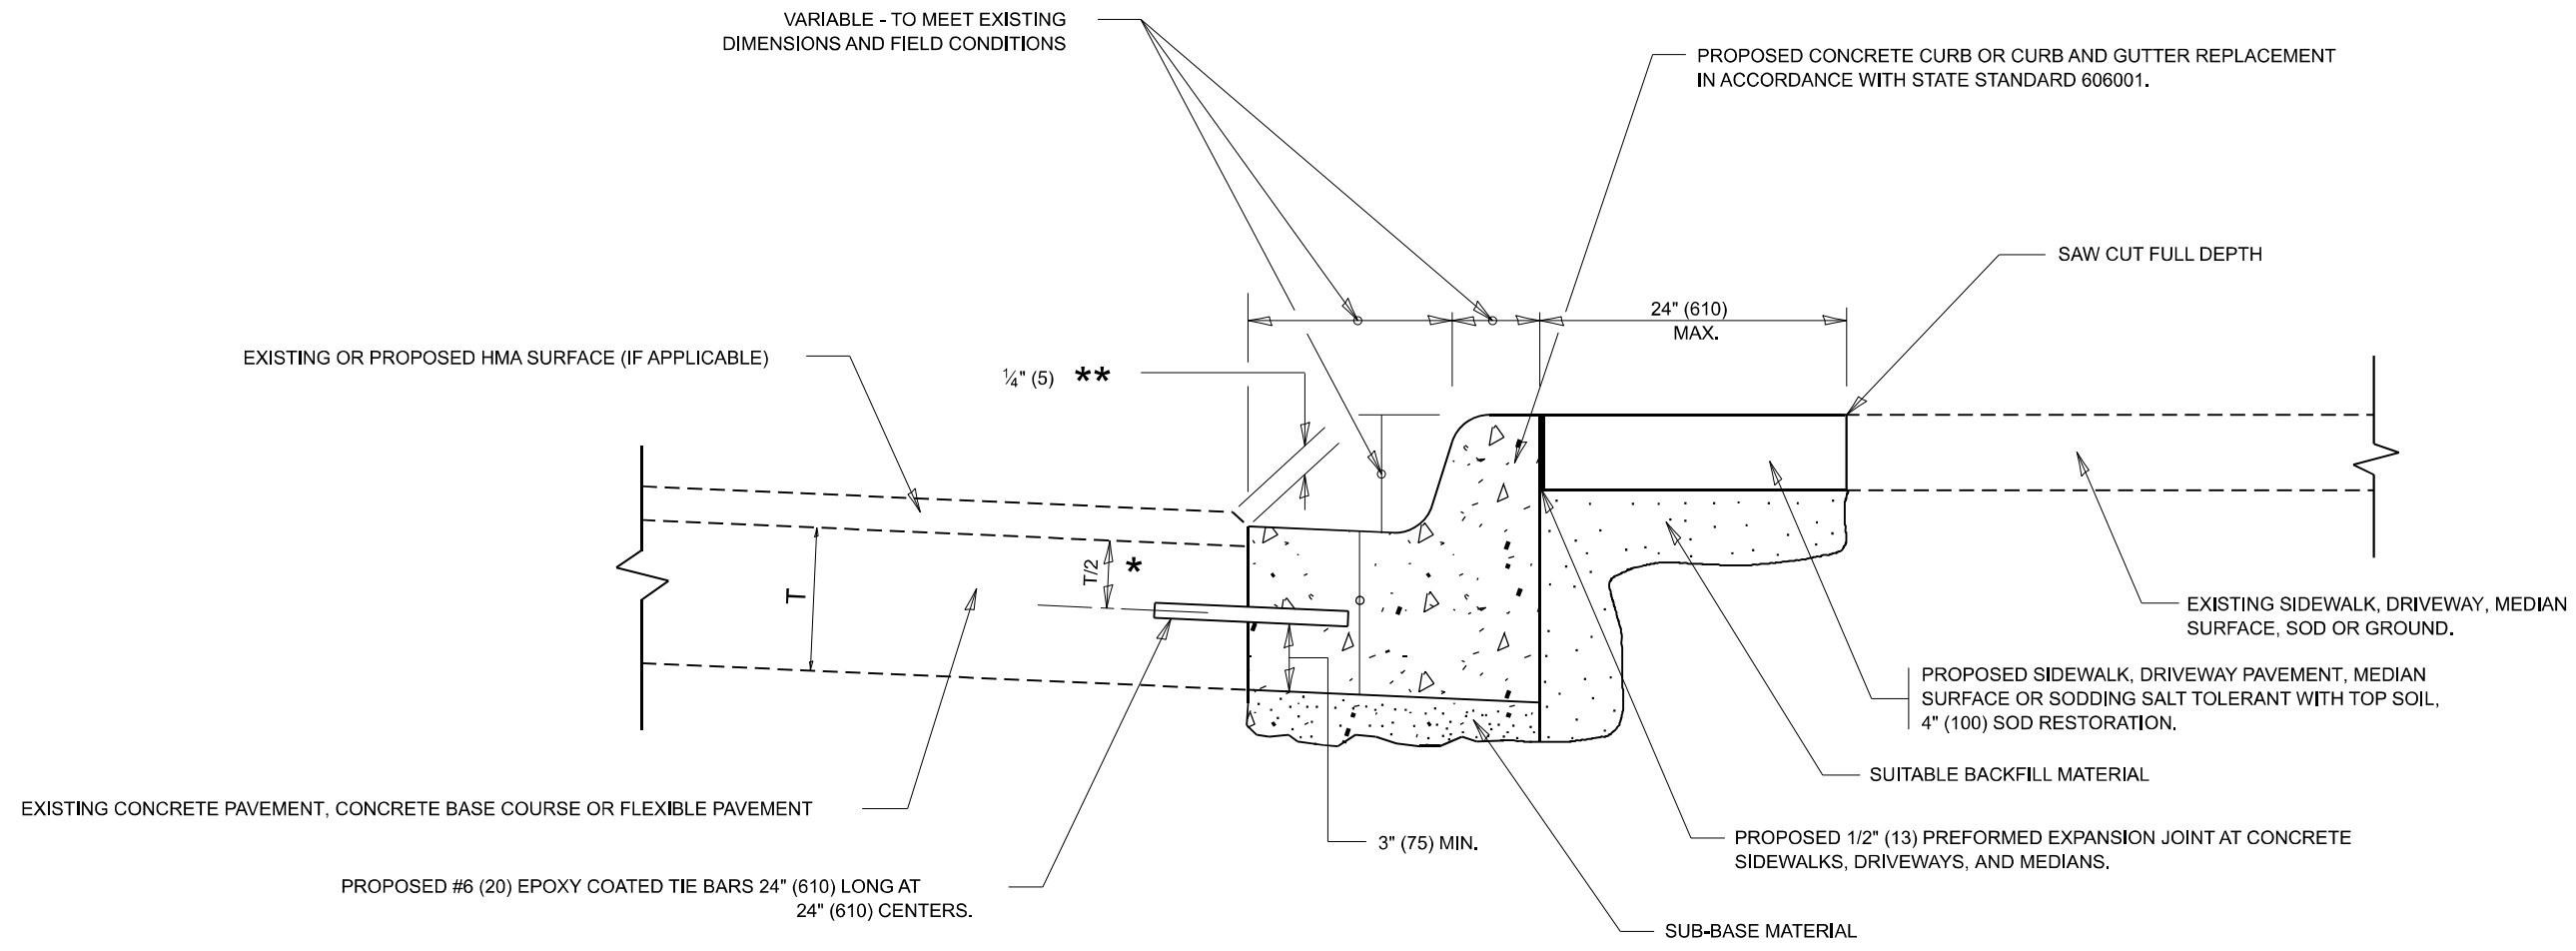 VARIABLE - TO MEET EXISTING
DIMENSIONS AND FIELD CONDITIONS
PROPOSED CONCRETE CURB OR CURB AND GUTTER REPLACEMENT
IN ACCORDANCE WITH STATE STANDARD 606001.
SAW CUT FULL DEPTH
24" (610)
MAX.
EXISTING OR PROPOSED HMA SURFACE (IF APPLICABLE)
¼" (5) **
T/2 *
T
EXISTING SIDEWALK, DRIVEWAY, MEDIAN
SURFACE, SOD OR GROUND.
PROPOSED SIDEWALK, DRIVEWAY PAVEMENT, MEDIAN
SURFACE OR SODDING SALT TOLERANT WITH TOP SOIL,
4" (100) SOD RESTORATION.
SUITABLE BACKFILL MATERIAL
EXISTING CONCRETE PAVEMENT, CONCRETE BASE COURSE OR FLEXIBLE PAVEMENT
3" (75) MIN.
PROPOSED 1/2" (13) PREFORMED EXPANSION JOINT AT CONCRETE
SIDEWALKS, DRIVEWAYS, AND MEDIANS.
PROPOSED #6 (20) EPOXY COATED TIE BARS 24" (610) LONG AT
24" (610) CENTERS.
SUB-BASE MATERIAL